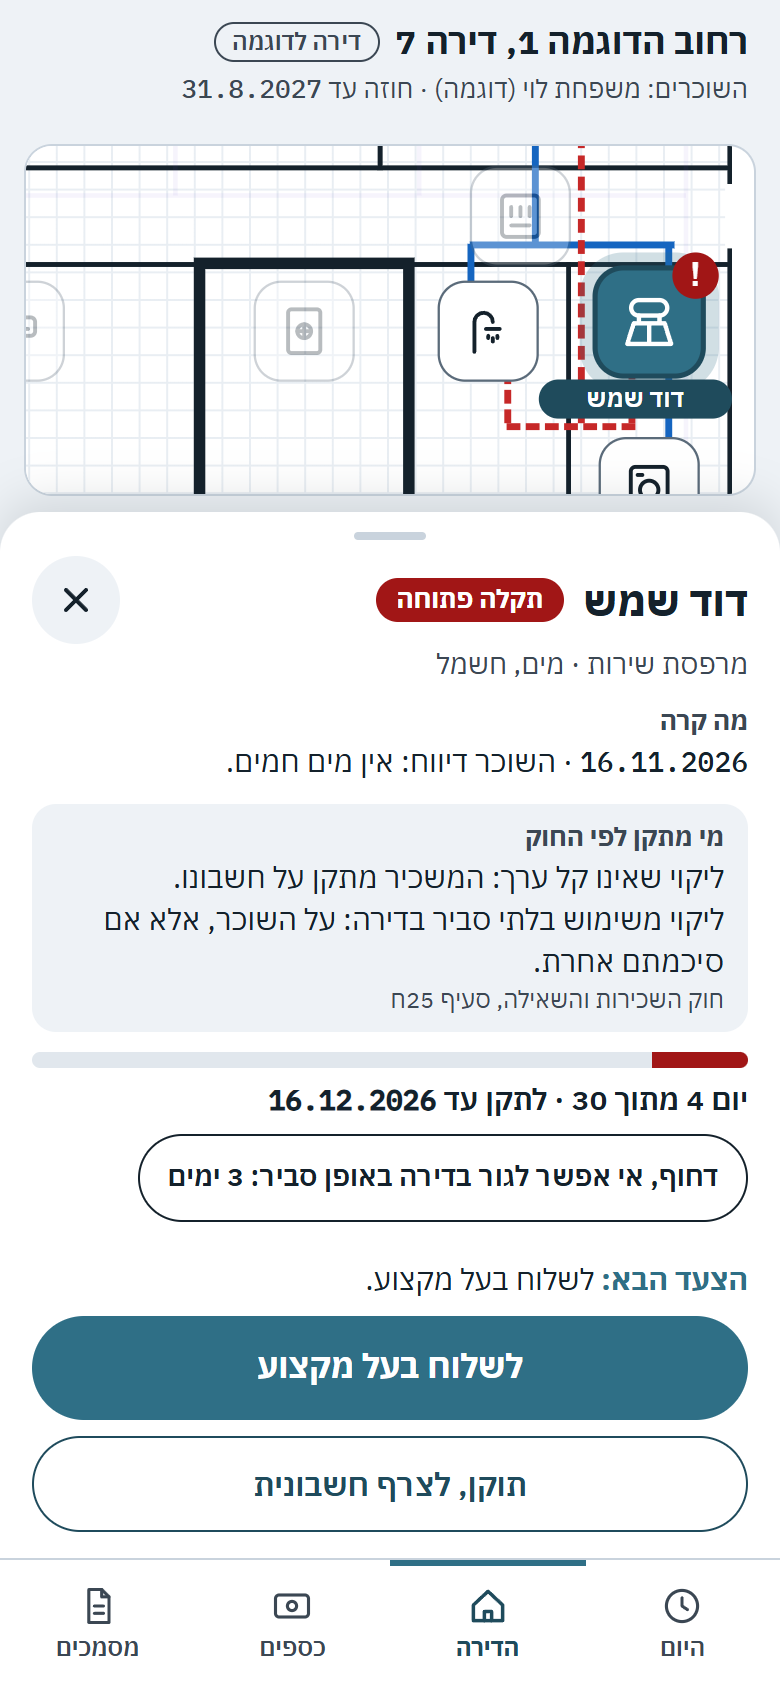 רחוב הדוגמה 1, דירה 7 דירה לדוגמה
השוכרים: משפחת לוי (דוגמה) · חוזה עד 31.8.2027
!
דוד שמש
דוד שמש תקלה פתוחה
מרפסת שירות · מים, חשמל
מה קרה
16.11.2026 · השוכר דיווח: אין מים חמים.
מי מתקן לפי החוק
ליקוי שאינו קל ערך: המשכיר מתקן על חשבונו.
ליקוי משימוש בלתי סביר בדירה: על השוכר, אלא אם
סיכמתם אחרת.
חוק השכירות והשאילה, סעיף 25ח
יום 4 מתוך 30 · לתקן עד 16.12.2026
דחוף, אי אפשר לגור בדירה באופן סביר: 3 ימים
הצעד הבא: לשלוח בעל מקצוע.
לשלוח בעל מקצוע
תוקן, לצרף חשבונית
היום
הדירה
כספים
מסמכים